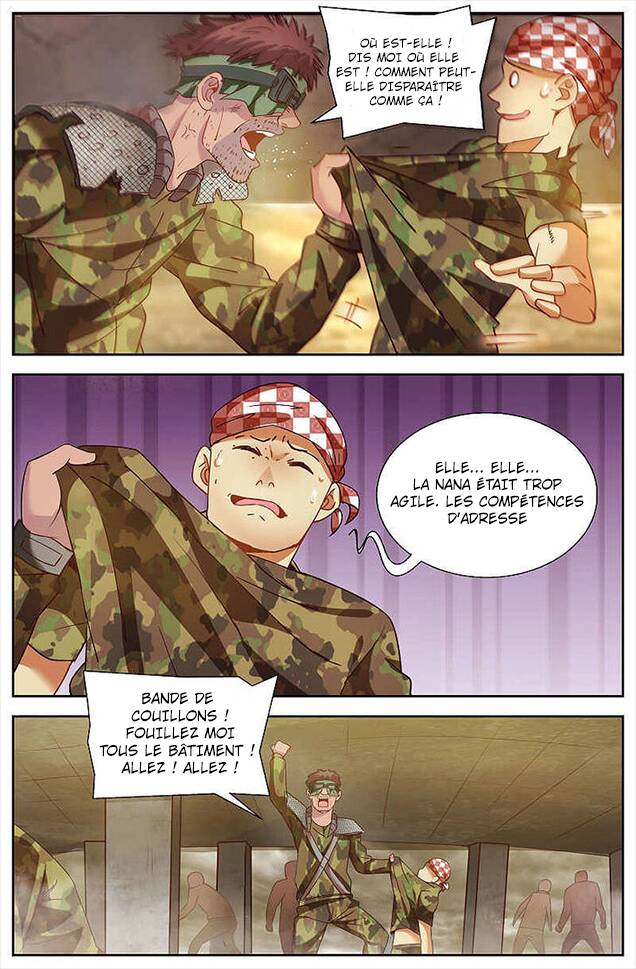 OÙ EST-ELLE !
DIS MOI OÙ ELLE
EST ! COMMENT PEUT-
ELLE DISPARAÎTRE
COMME ÇA !
ELLE... ELLE...
LA NANA ÉTAIT TROP
AGILE. LES COMPÉTENCES
D'ADRESSE
BANDE DE
COUILLONS !
FOUILLEZ MOI
TOUS LE BÂTIMENT !
ALLEZ ! ALLEZ !